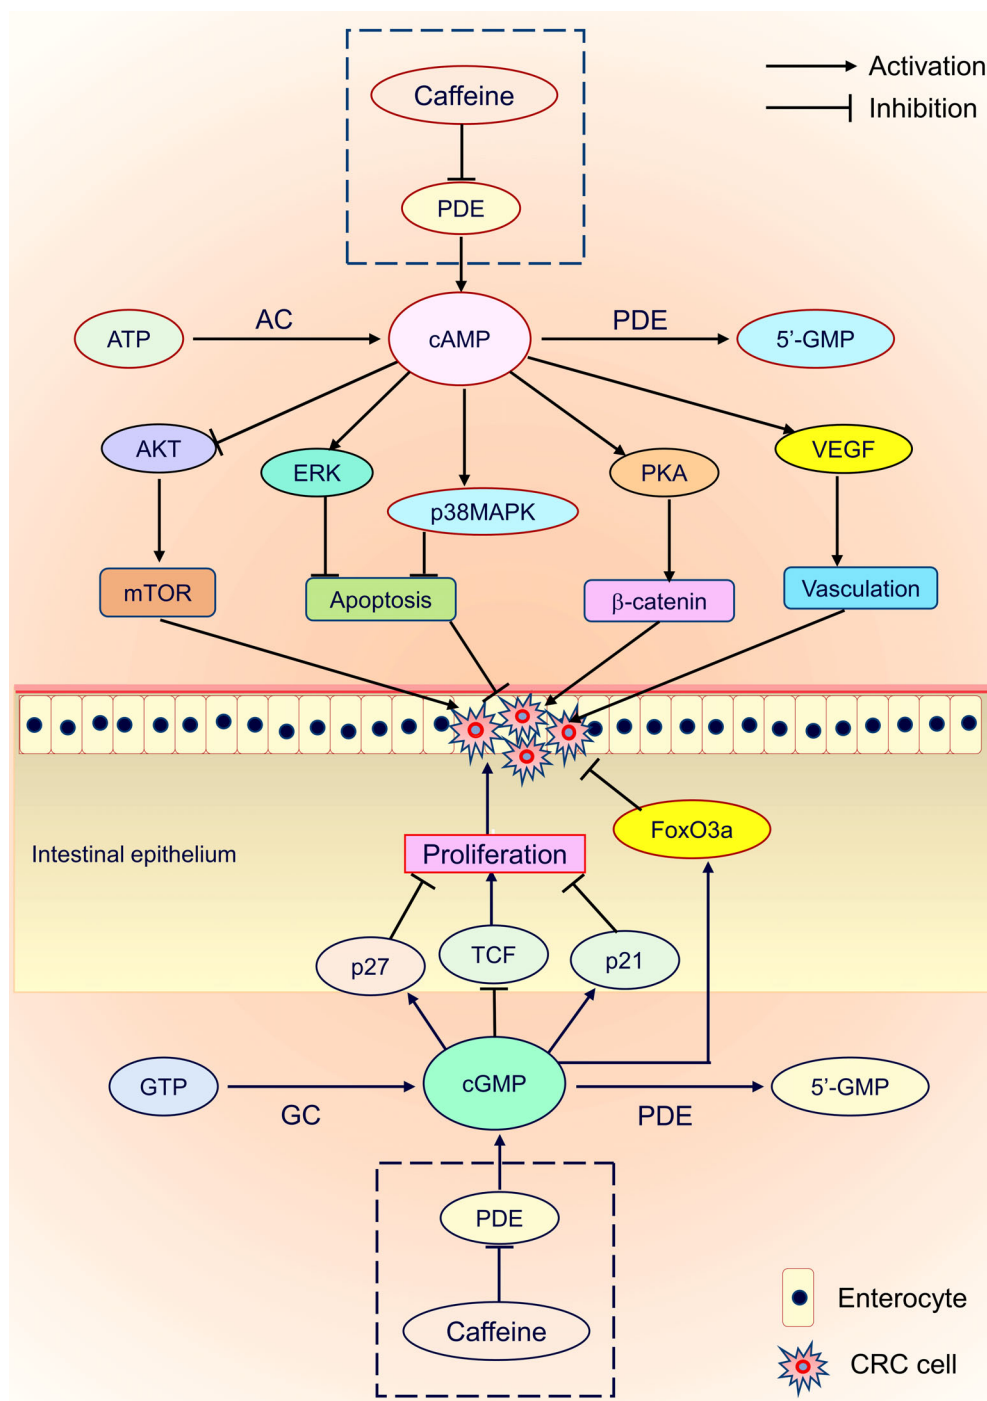 Caffeine
Activation
Inhibition
PDE
ATP
AC
cAMP
PDE
5’-GMP
AKT
ERK
p38MAPK
PKA
VEGF
mTOR
Apoptosis
β-catenin
Vasculation
Intestinal epithelium
Proliferation
FoxO3a
p27
TCF
p21
GTP
GC
cGMP
PDE
5’-GMP
PDE
Caffeine
Enterocyte
CRC cell